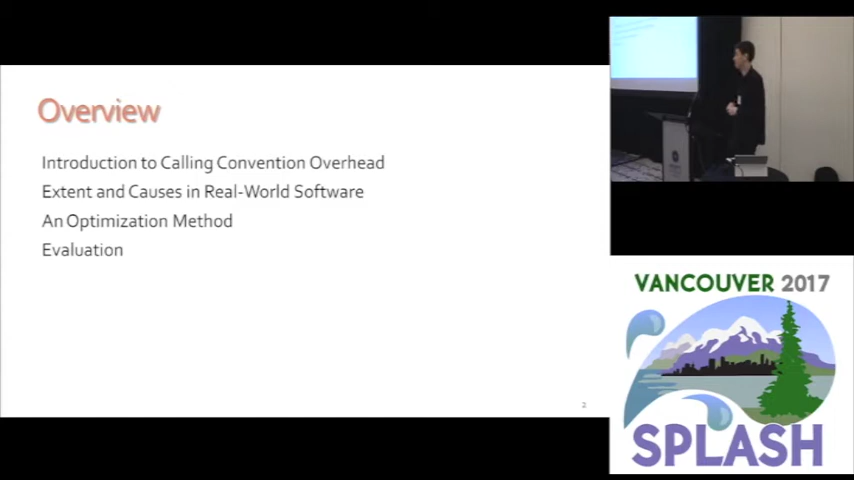 Overview
Introduction to Calling Convention Overhead
Extent and Causes in Real-World Software
An Optimization Method
Evaluation
2
VANCOUVER 2017
SPLASH